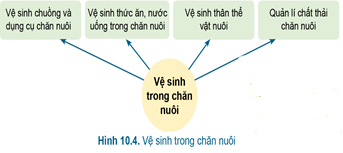 Vệ sinh chuồng và
dụng cụ chăn nuôi
Vệ sinh thức ăn, nước
uống trong chăn nuôi
Vệ sinh thân thể
vật nuôi
Quản lí chất thải
chăn nuôi
Vệ sinh
trong chăn
nuôi
Hình 10.4. Vệ sinh trong chăn nuôi